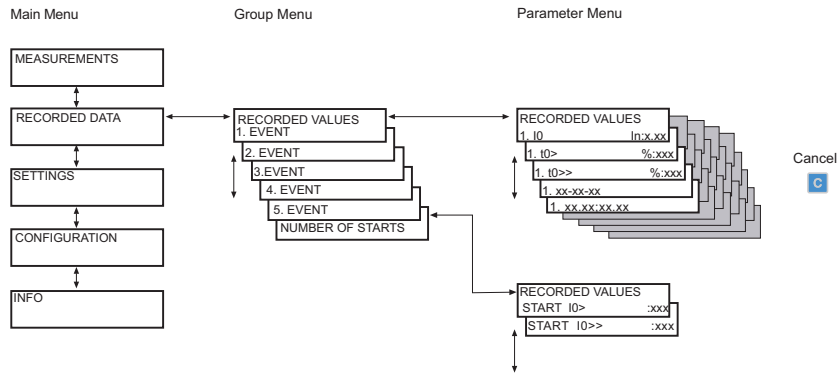 Main Menu
Group Menu
Parameter Menu
MEASUREMENTS
RECORDED DATA
SETTINGS
CONFIGURATION
INFO
RECORDED VALUES
1. EVENT
2. EVENT
3.EVENT
4. EVENT
5. EVENT
NUMBER OF STARTS
RECORDED VALUES
1. I0 In:x.xx
1. t0> %:xxx
1. t0>> %:xxx
1. xx-xx-xx
1. xx.xx;xx.xx
RECORDED VALUES
START I0> :xxx
START I0>> :xxx
Cancel
C